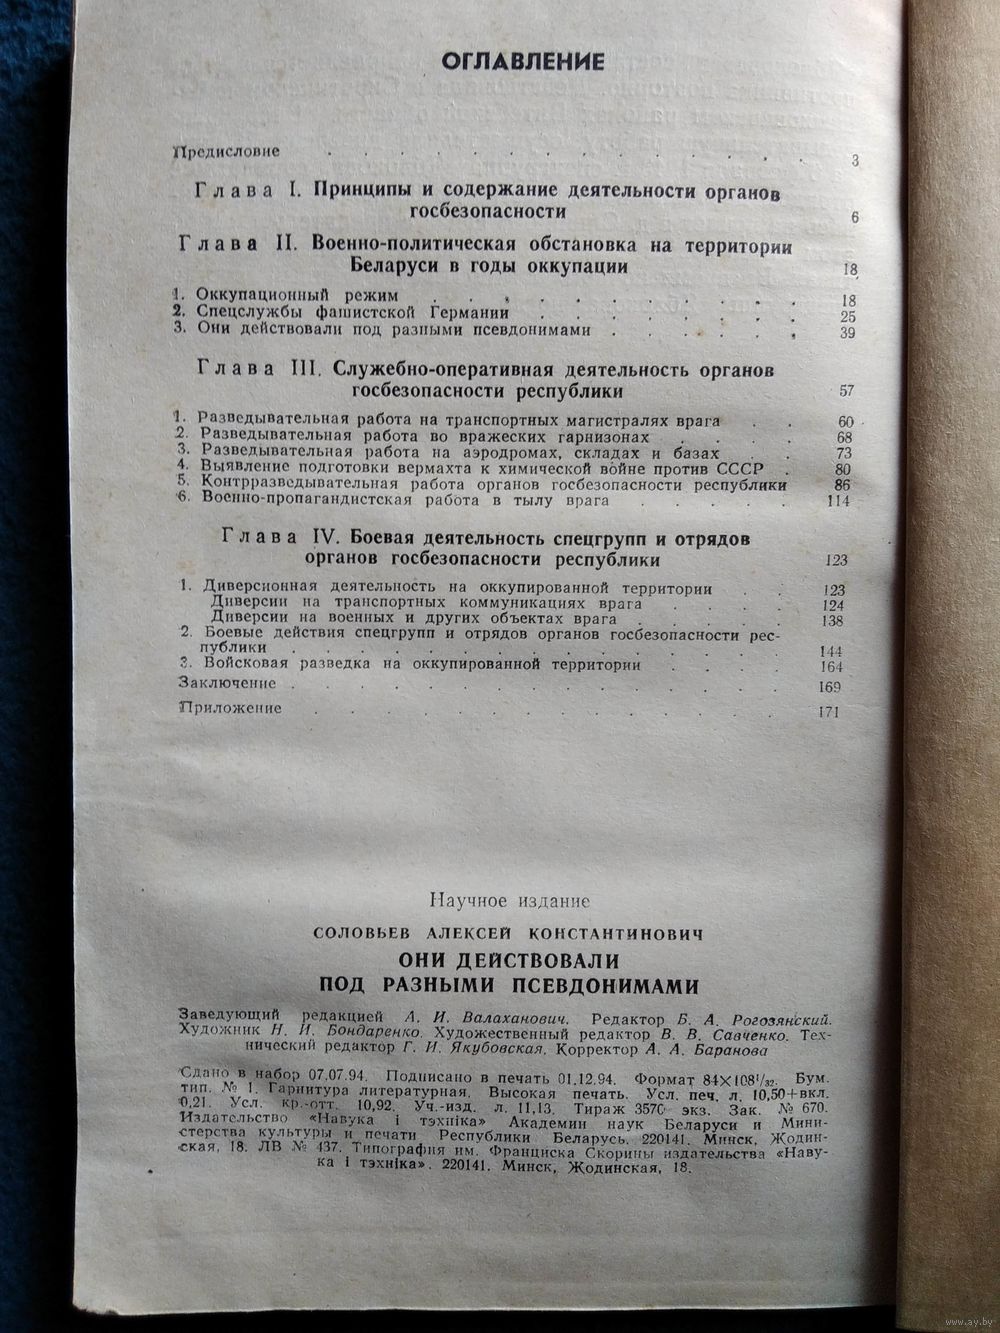 ОГЛАВЛЕНИЕ
Предисловие . . . . . . . . . . . . . . . . . . . . 3
Глава I. Принципы и содержание деятельности органов
госбезопасности 6
Глава II. Военно-политическая обстановка на территории
Беларуси в годы оккупации 18
1. Оккупационный режим . . . . . . . . . . 18
2. Спецслужбы фашистской Германии . . . . . . . 25
3. Они действовали под разными псевдонимами . . . . . . 39
Глава III. Служебно-оперативная деятельность органов
госбезопасности республики 57
1. Разведывательная работа на транспортных магистралях врага . . 60
2. Разведывательная работа во вражеских гарнизонах . . . . 68
3. Разведывательная работа на аэродромах, складах и базах . . 73
4. Выявление подготовки вермахта к химической войне против СССР . 80
5. Контрразведывательная работа органов госбезопасности республики 86
6. Военно-пропагандистская работа в тылу врага . . . . . 114
Глава IV. Боевая деятельность спецгрупп и отрядов
органов госбезопасности республики 123
1. Диверсионная деятельность на оккупированной территории . . 123
Диверсии на транспортных коммуникациях врага . . . . 124
Диверсии на военных и других объектах врага . . . . . 138
2. Боевые действия спецгрупп и отрядов органов госбезопасности рес-
публики . . . . . . . . . . . . . . . 144
3. Войсковая разведка на оккупированной территории . . . . 164
Заключение . . . . . . . . . . . . . . . . 169
Приложение . . . . . . . . . . . . . . . . 171
Научное издание
СОЛОВЬЕВ АЛЕКСЕЙ КОНСТАНТИНОВИЧ
ОНИ ДЕЙСТВОВАЛИ
ПОД РАЗНЫМИ ПСЕВДОНИМАМИ
Заведующий редакцией А. И. Валаханович. Редактор Б. А. Рогозянский.
Художник Н. И. Бондаренко. Художественный редактор В. В. Савченко. Тех-
нический редактор Г. И. Якубовская. Корректор А. А. Баранова
Сдано в набор 07.07.94. Подписано в печать 01.12.94. Формат 84×108¹/₃₂. Бум.
тип. № 1. Гарнитура литературная. Высокая печать. Усл. печ. л. 10,50+вкл.
0,21. Усл. кр.-отт. 10,92. Уч.-изд. л. 11,13. Тираж 3570 экз. Зак. № 670.
Издательство «Навука і тэхніка» Академии наук Беларуси и Мини-
стерства культуры и печати Республики Беларусь. 220141. Минск, Жодин-
ская, 18. ЛВ № 437. Типография им. Франциска Скорины издательства «Наву-
ка і тэхніка». 220141. Минск, Жодинская, 18.
www.ay.by